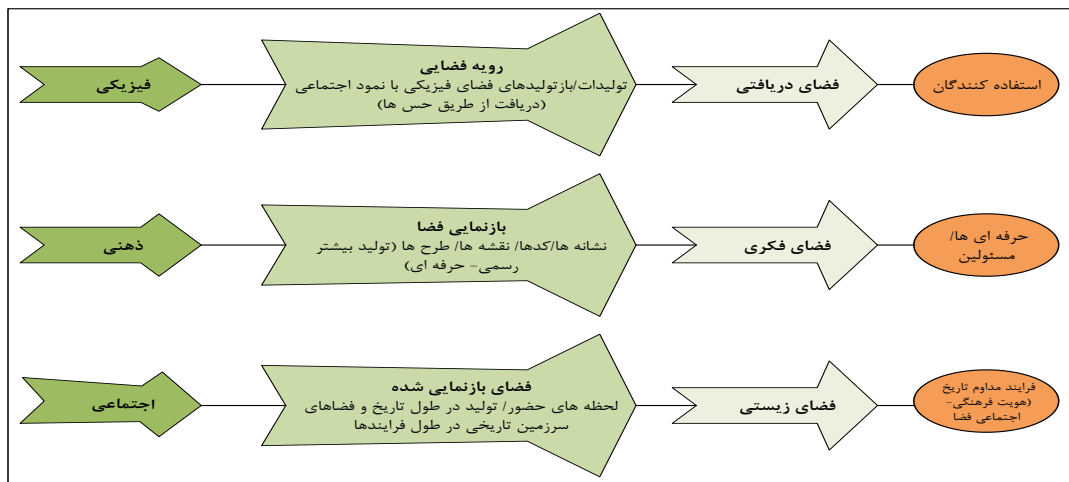 فیزیکی
رویه فضایی
تولیدات/بازتولیدهای فضای فیزیکی با نمود اجتماعی
(دریافت از طریق حس ها)
فضای دریافتی
استفاده کنندگان
ذهنی
بازنمایی فضا
نشانه ها/کدها/ نقشه ها/ طرح ها (تولید بیشتر
رسمی- حرفه ای)
فضای فکری
حرفه ای ها/
مسئولین
اجتماعی
فضای بازنمایی شده
لحظه های حضور/ تولید در طول تاریخ و فضاهای
سرزمین تاریخی در طول فرایندها
فضای زیستی
فرایند مداوم تاریخ
(هویت فرهنگی-
اجتماعی فضا